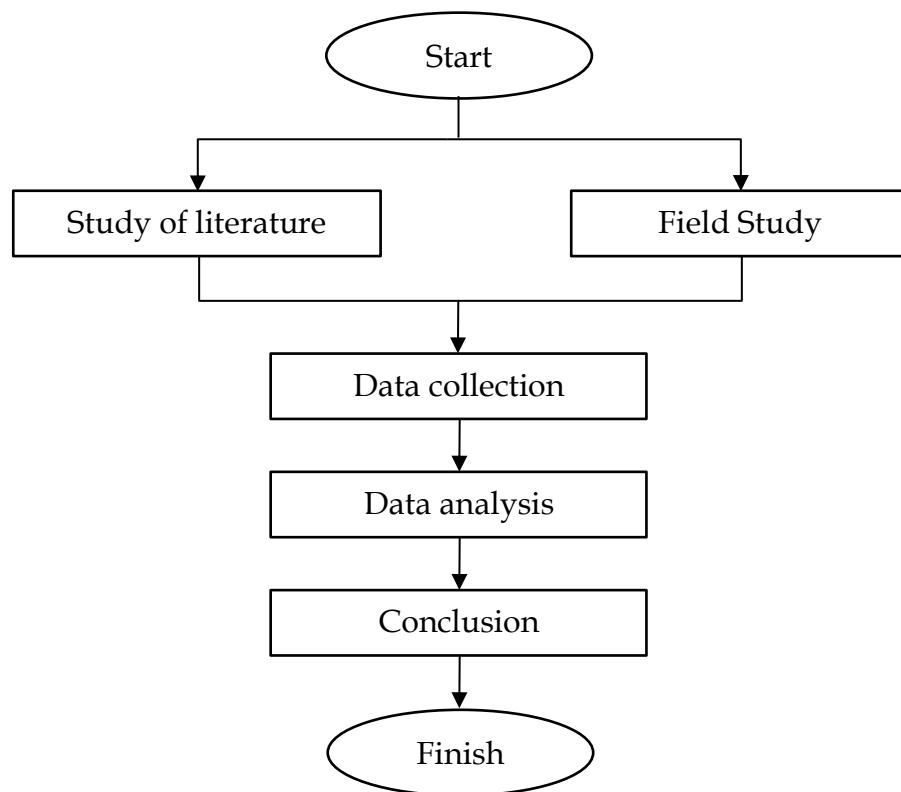 Start
Study of literature
Field Study
Data collection
Data analysis
Conclusion
Finish